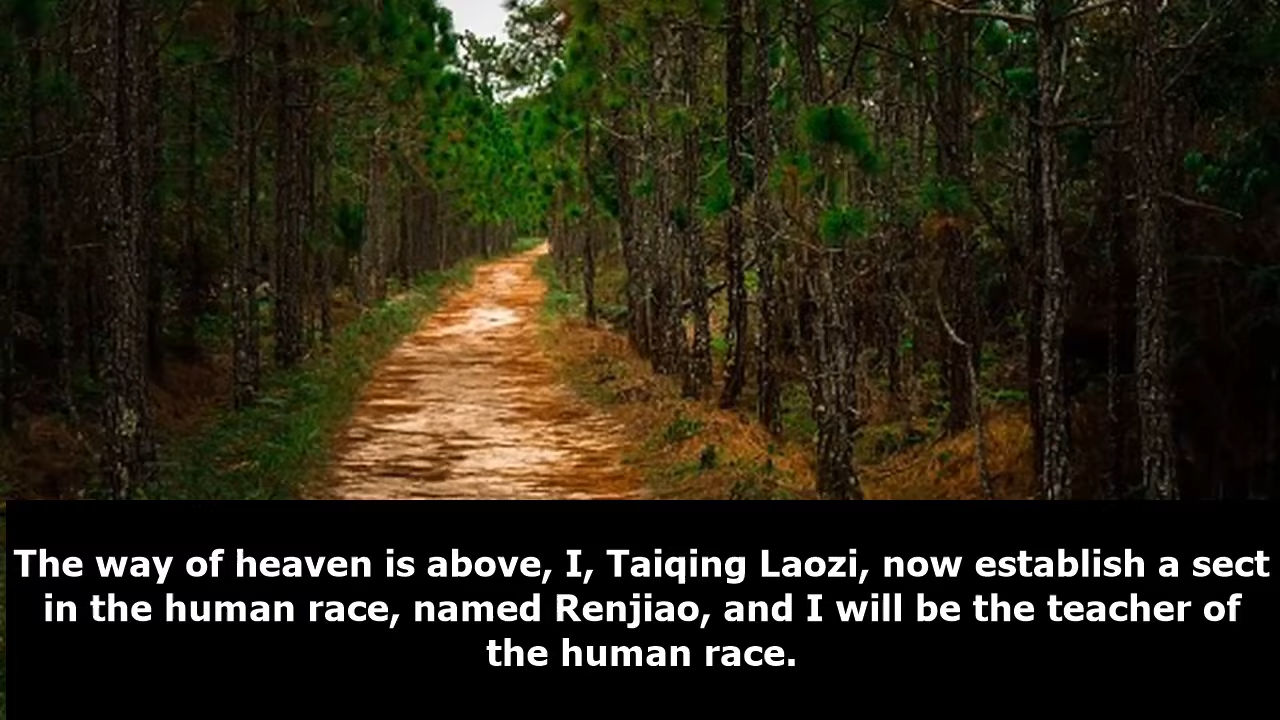 The way of heaven is above, I, Taiqing Laozi, now establish a sect
in the human race, named Renjiao, and I will be the teacher of
the human race.